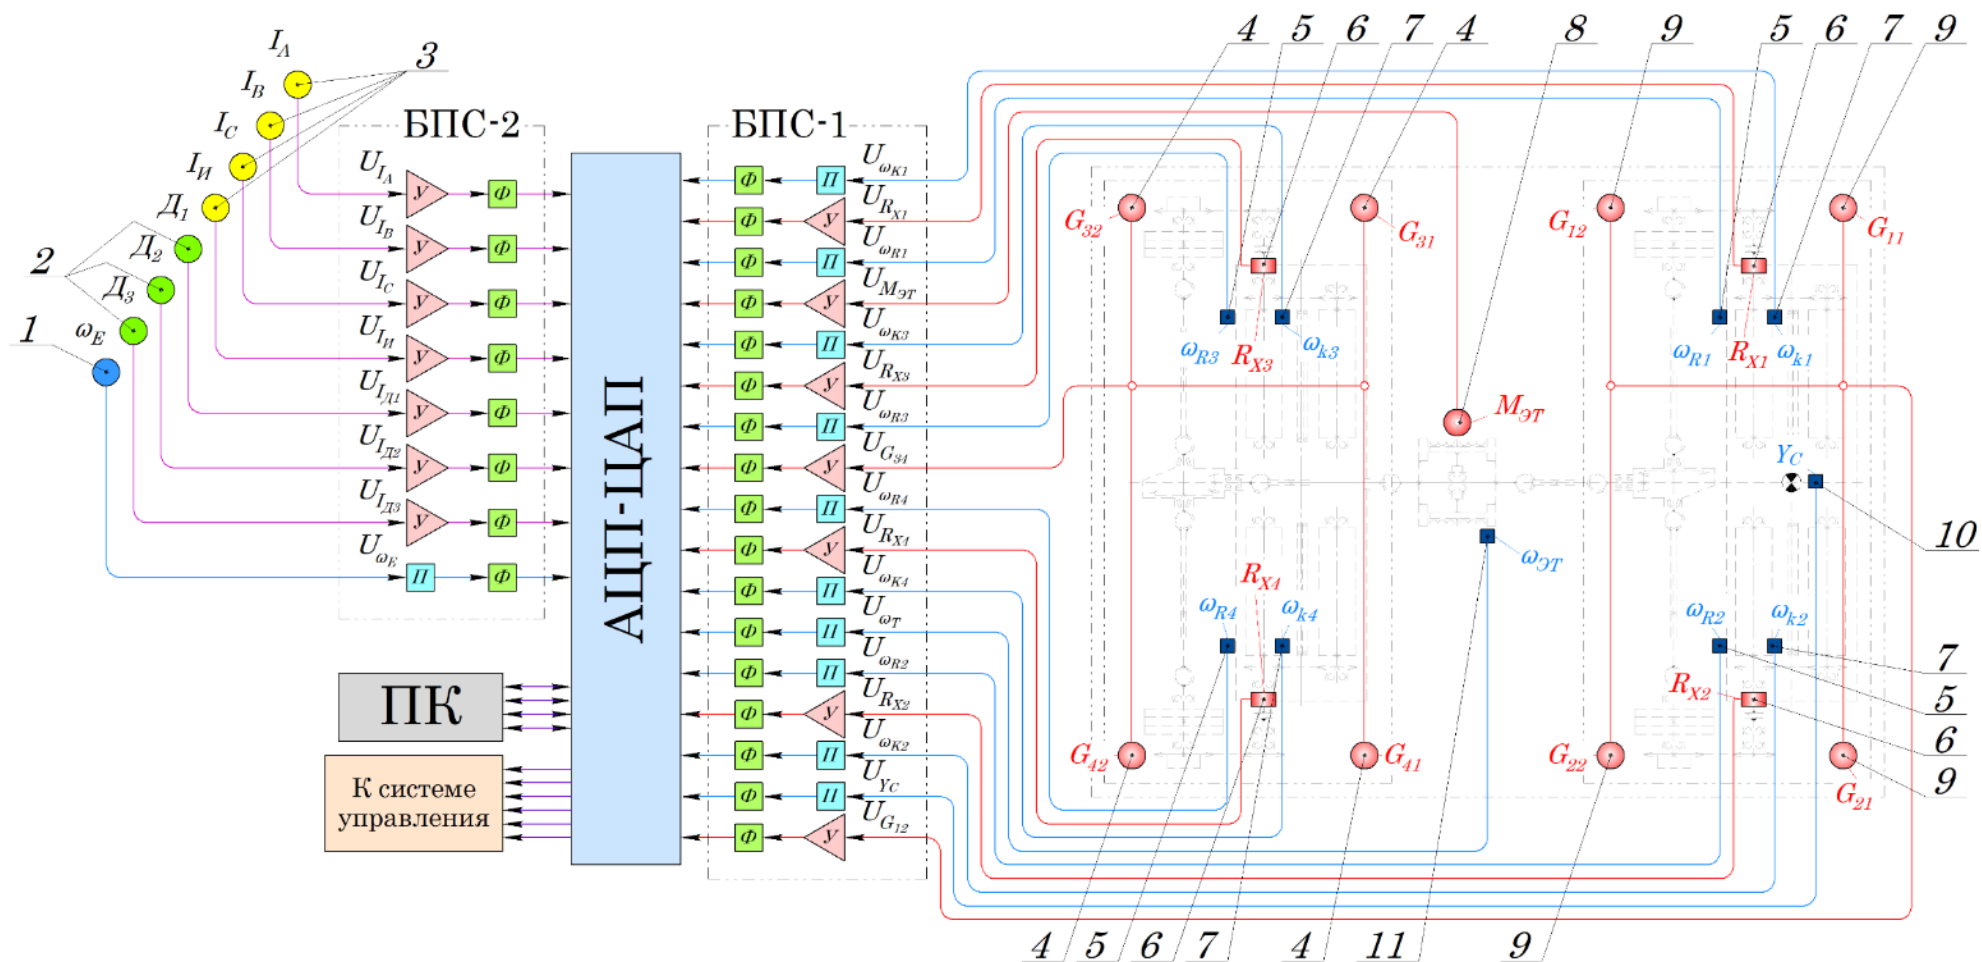 4 5 6 7 4 8 9 5 6 7 9
I_A
3
I_B
I_C
I_И
Д_1
Д_2
2
Д_3
1
ω_E
БПС-2
U_{I_A}
У Ф
U_{I_B}
У Ф
U_{I_C}
У Ф
U_{I_И}
У Ф
U_{I_{Д1}}
У Ф
U_{I_{Д2}}
У Ф
U_{I_{Д3}}
У Ф
U_{ω_E}
П Ф
АЦП-ЦАП
ПК
К системе
управления
БПС-1
U_{ω_{K1}}
Ф П
U_{R_{X1}}
Ф У
U_{ω_{R1}}
Ф П
U_{M_{ЭТ}}
Ф У
U_{ω_{K3}}
Ф П
U_{R_{X3}}
Ф У
U_{ω_{R3}}
Ф П
U_{G_{34}}
Ф У
U_{ω_{R4}}
Ф П
U_{R_{X4}}
Ф У
U_{ω_{K4}}
Ф П
U_{ω_T}
Ф П
U_{ω_{R2}}
Ф П
U_{R_{X2}}
Ф У
U_{ω_{K2}}
Ф П
U_{Y_C}
Ф П
U_{G_{12}}
Ф У
G_{32} G_{31} G_{12} G_{11}
ω_{R3} R_{X3} ω_{k3} ω_{R1} R_{X1} ω_{k1}
M_{ЭТ}
Y_C
10
ω_{ЭТ}
R_{X4}
ω_{R4} ω_{k4} ω_{R2} ω_{k2}
7
R_{X2}
5
6
G_{42} G_{41} G_{22} G_{21}
9
4 5 6 7 4 11 9